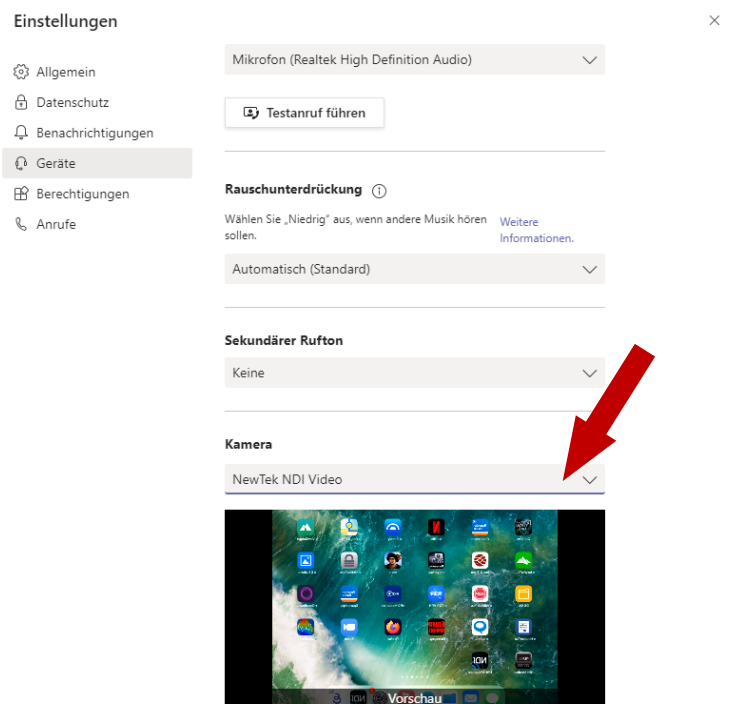 Einstellungen
Allgemein
Datenschutz
Benachrichtigungen
Geräte
Berechtigungen
Anrufe
Mikrofon (Realtek High Definition Audio)
Testanruf führen
Rauschunterdrückung
Wählen Sie „Niedrig" aus, wenn andere Musik hören
sollen.
Weitere
Informationen.
Automatisch (Standard)
Sekundärer Rufton
Keine
Kamera
NewTek NDI Video
Vorschau